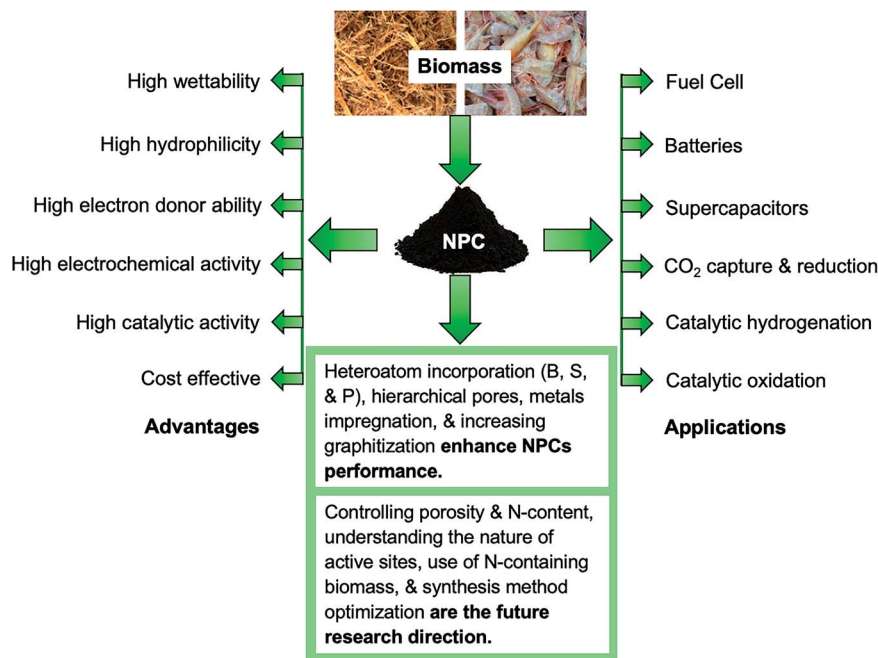 Biomass
High wettability
High hydrophilicity
High electron donor ability
High electrochemical activity
High catalytic activity
Cost effective
Advantages
NPC
Fuel Cell
Batteries
Supercapacitors
CO₂ capture & reduction
Catalytic hydrogenation
Catalytic oxidation
Applications
Heteroatom incorporation (B, S,
& P), hierarchical pores, metals
impregnation, & increasing
graphitization enhance NPCs
performance.
Controlling porosity & N-content,
understanding the nature of
active sites, use of N-containing
biomass, & synthesis method
optimization are the future
research direction.